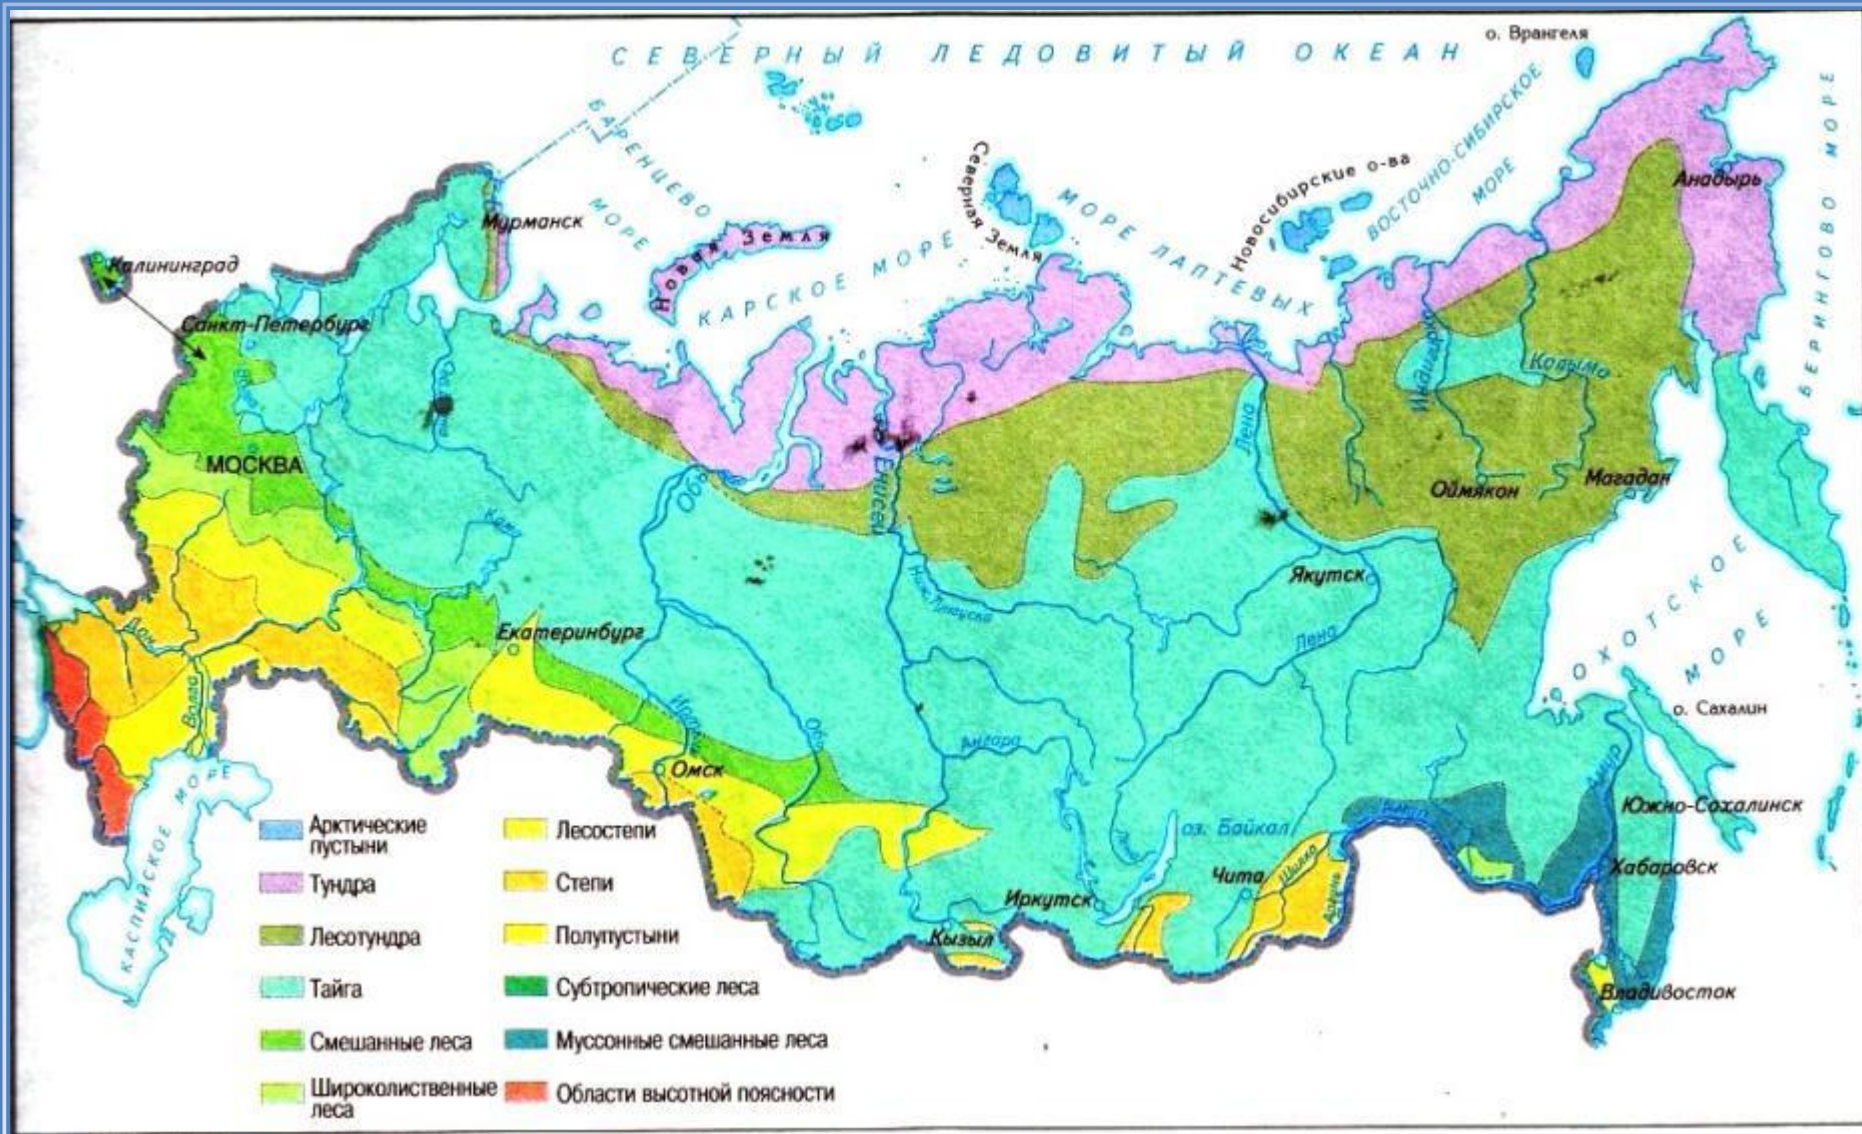 СЕВЕРНЫЙ ЛЕДОВИТЫЙ ОКЕАН
о. Врангеля
БАРЕНЦЕВО
МОРЕ
Новая Земля
КАРСКОЕ МОРЕ
Северная Земля
МОРЕ ЛАПТЕВЫХ
Новосибирские о-ва
ВОСТОЧНО-СИБИРСКОЕ
МОРЕ
БЕРИНГОВО МОРЕ
Анадырь
Мурманск
Калининград
Санкт-Петербург
МОСКВА
Кама
Обь
Енисей
Лена
Индигирка
Колыма
Оймякон
Магадан
Якутск
Лена
ОХОТСКОЕ
МОРЕ
о. Сахалин
Дон
Волга
Екатеринбург
Иртыш
Обь
Ангара
Омск
оз. Байкал
Чита
Шилка
Аргунь
Иркутск
Кызыл
Амур
Амур
Южно-Сахалинск
Хабаровск
Владивосток
КАСПИЙСКОЕ МОРЕ
Арктические
пустыни
Тундра
Лесотундра
Тайга
Смешанные леса
Широколиственные
леса
Лесостепи
Степи
Полупустыни
Субтропические леса
Муссонные смешанные леса
Области высотной поясности